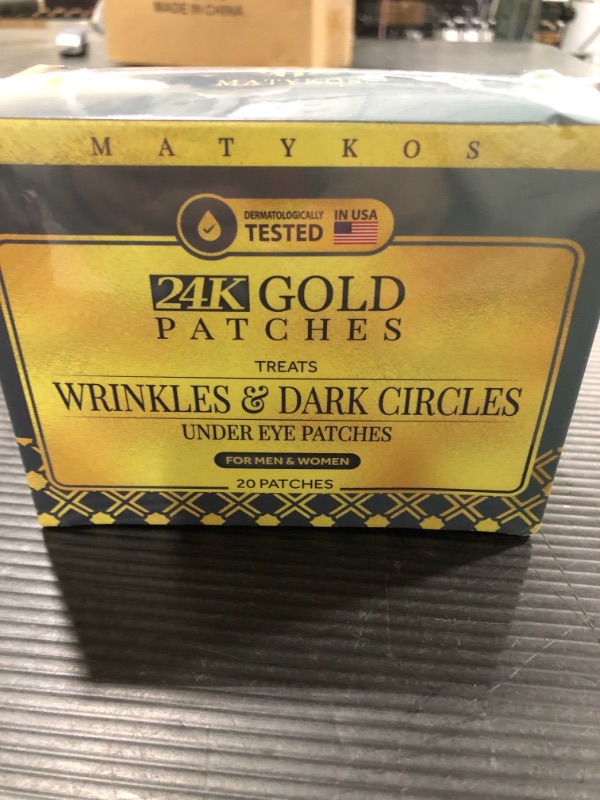 MADE IN CHINA
MATYKOS
MATYKOS
DERMATOLOGICALLY IN USA
TESTED
24K GOLD
PATCHES
TREATS
WRINKLES & DARK CIRCLES
UNDER EYE PATCHES
FOR MEN & WOMEN
20 PATCHES